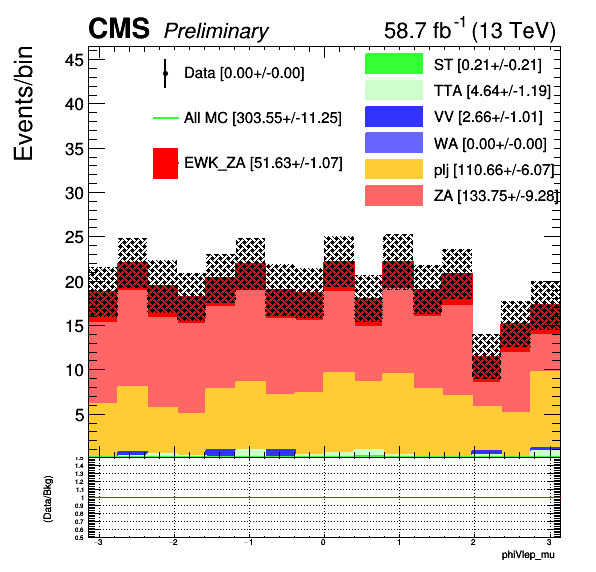 CMS Preliminary 58.7 fb⁻¹ (13 TeV)
Events/bin
45
40
35
30
25
20
15
10
5
Data [0.00+/-0.00]
All MC [303.55+/-11.25]
EWK_ZA [51.63+/-1.07]
ST [0.21+/-0.21]
TTA [4.64+/-1.19]
VV [2.66+/-1.01]
WA [0.00+/-0.00]
plj [110.66+/-6.07]
ZA [133.75+/-9.28]
(Data/Bkg)
1.5
1.4
1.3
1.2
1.1
1
0.9
0.8
0.7
0.6
0.5
−3 −2 −1 0 1 2 3
phiVlep_mu